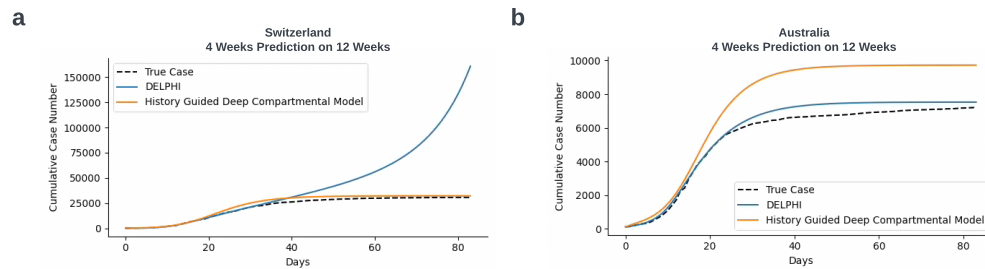 a
Switzerland
4 Weeks Prediction on 12 Weeks
Cumulative Case Number
150000
125000
100000
75000
50000
25000
0
True Case
DELPHI
History Guided Deep Compartmental Model
0
20
40
60
80
Days
b
Australia
4 Weeks Prediction on 12 Weeks
Cumulative Case Number
10000
8000
6000
4000
2000
0
True Case
DELPHI
History Guided Deep Compartmental Model
0
20
40
60
80
Days